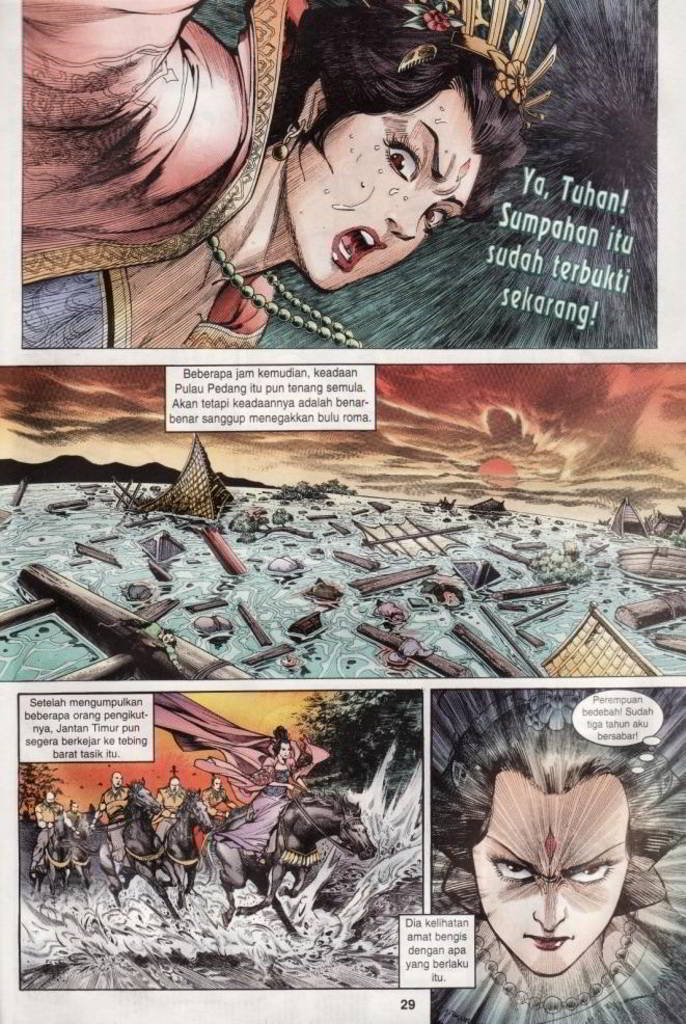 Ya, Tuhan!
Sumpahan itu
sudah terbukti
sekarang!
Beberapa jam kemudian, keadaan
Pulau Pedang itu pun tenang semula.
Akan tetapi keadaannya adalah benar-
benar sanggup menegakkan bulu roma.
Setelah mengumpulkan
beberapa orang pengikut-
nya, Jantan Timur pun
segera berkejar ke tebing
barat tasik itu.
Perempuan
bedebah! Sudah
tiga tahun aku
bersabar!
Dia kelihatan
amat bengis
dengan apa
yang berlaku
itu.
29